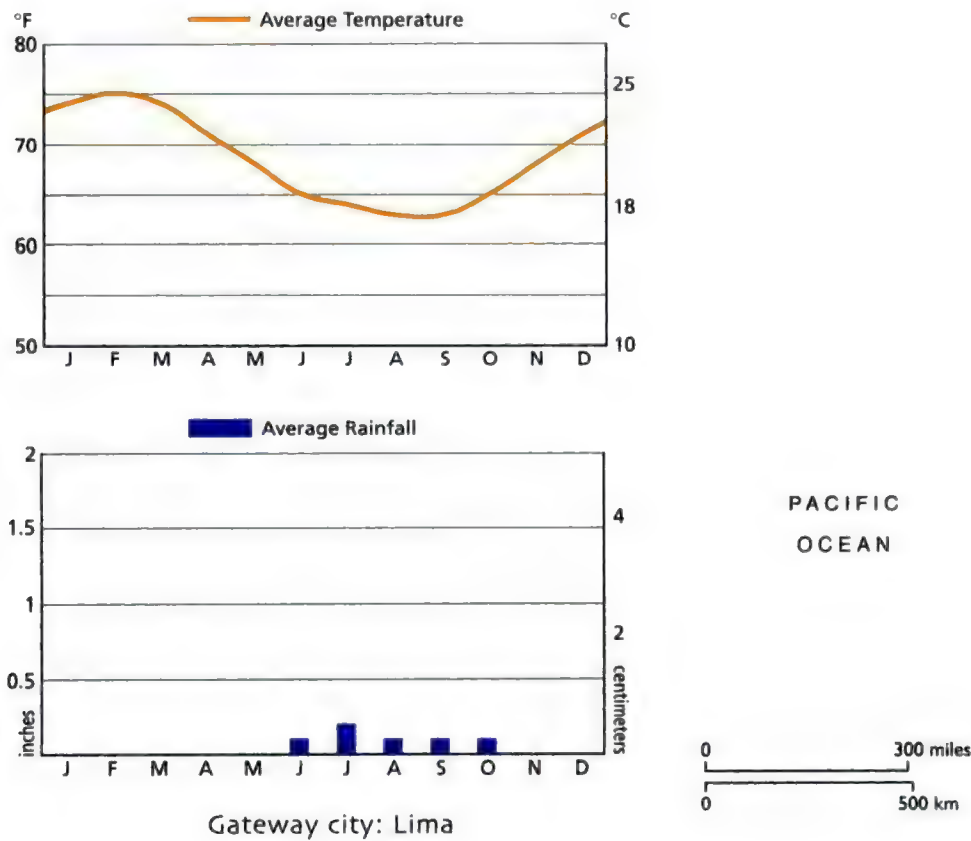 °F
Average Temperature
°C
80
70
60
50
25
18
10
J F M A M J J A S O N D
Average Rainfall
2
1.5
1
0.5
inches
4
2
centimeters
J F M A M J J A S O N D
Gateway city: Lima
PACIFIC
OCEAN
0 300 miles
0 500 km